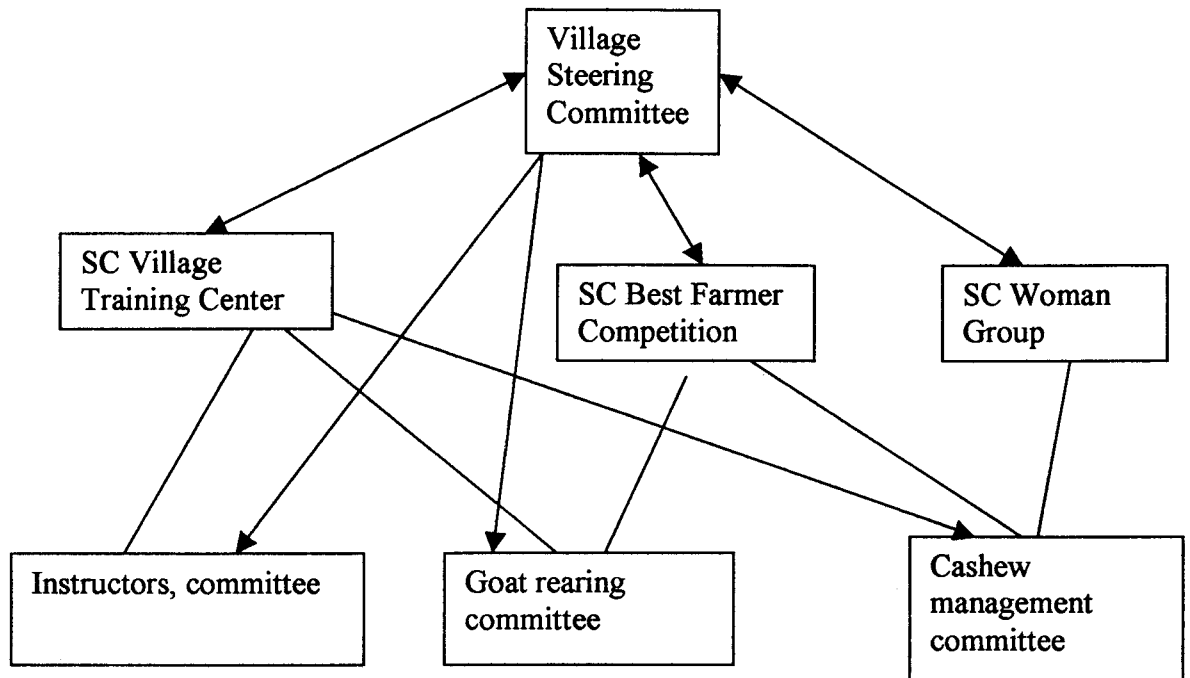 Village
Steering
Committee
SC Village
Training Center
SC Best Farmer
Competition
SC Woman
Group
Instructors, committee
Goat rearing
committee
Cashew
management
committee